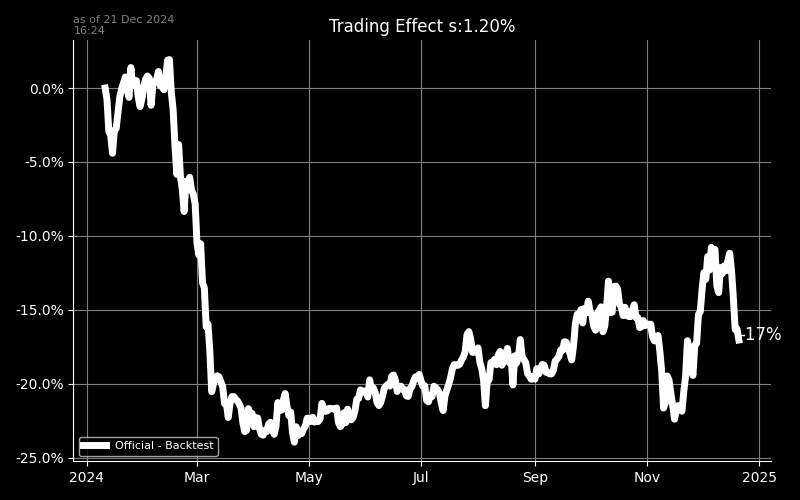 as of 21 Dec 2024
16:24
Trading Effect s:1.20%
0.0%
-5.0%
-10.0%
-15.0%
-17%
-20.0%
-25.0%
Official - Backtest
2024 Mar May Jul Sep Nov 2025